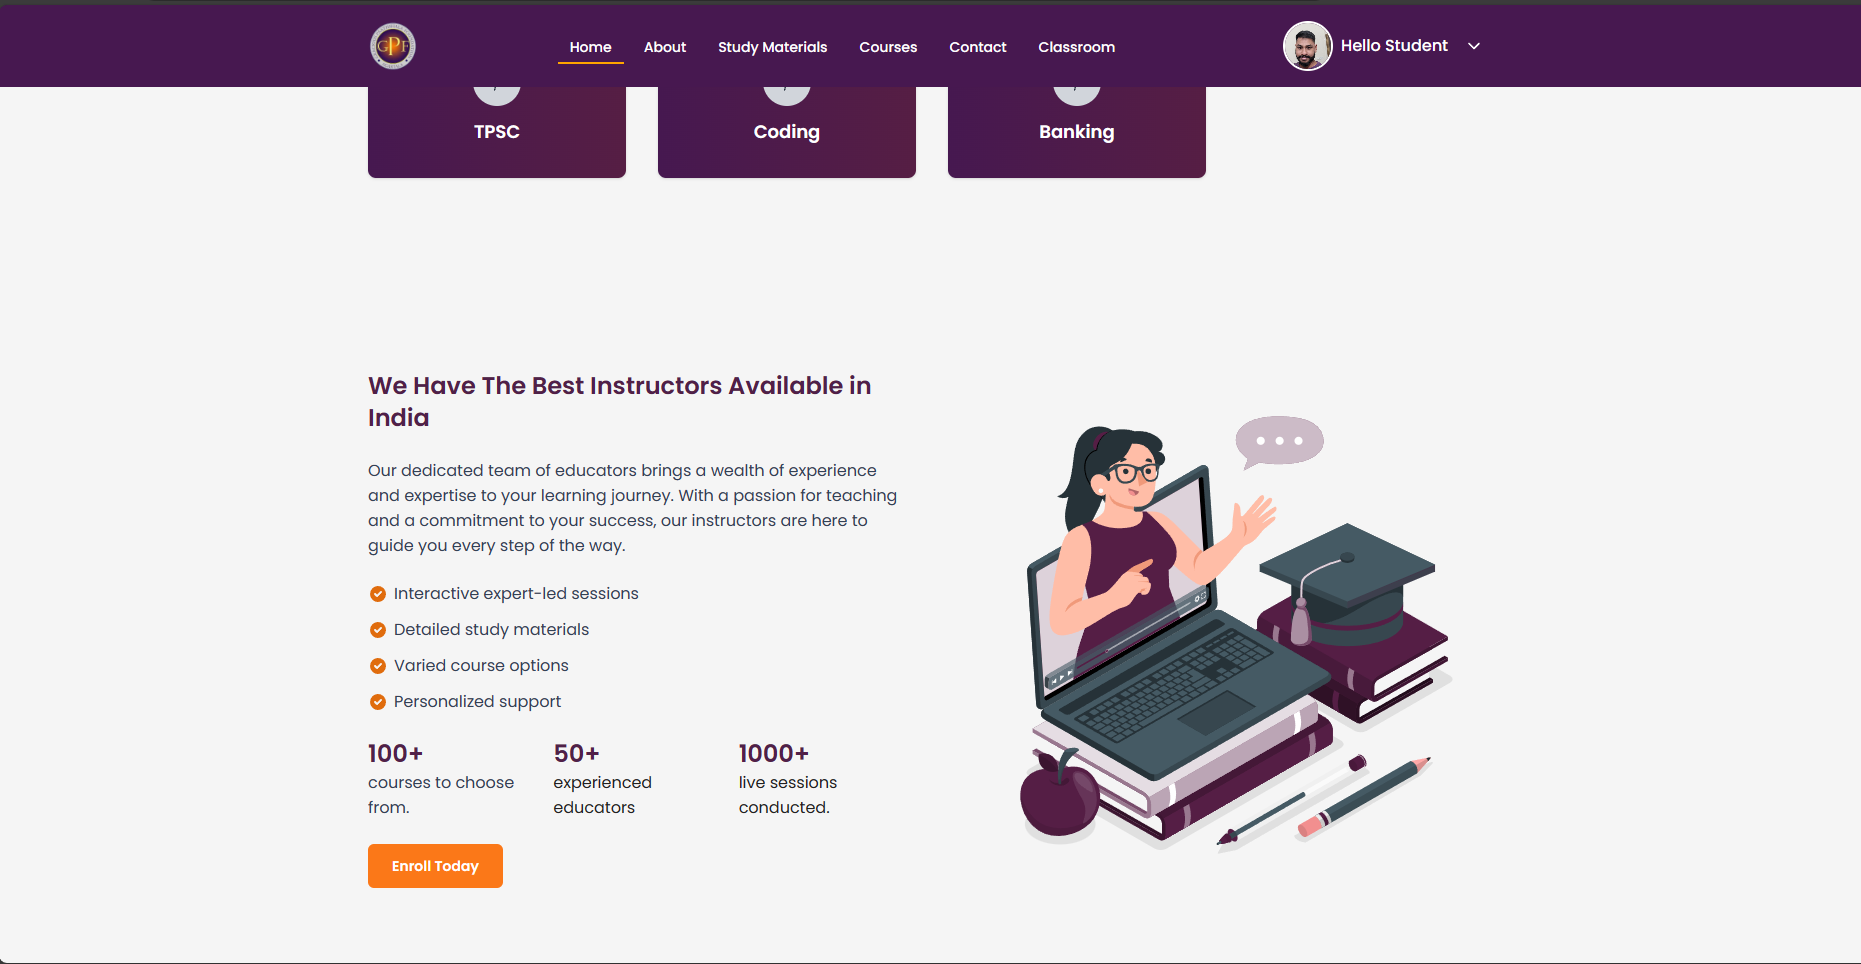 GPF
Home About Study Materials Courses Contact Classroom Hello Student
TPSC Coding Banking
We Have The Best Instructors Available in
India
Our dedicated team of educators brings a wealth of experience
and expertise to your learning journey. With a passion for teaching
and a commitment to your success, our instructors are here to
guide you every step of the way.
Interactive expert-led sessions
Detailed study materials
Varied course options
Personalized support
100+ 50+ 1000+
courses to choose experienced live sessions
from. educators conducted.
Enroll Today